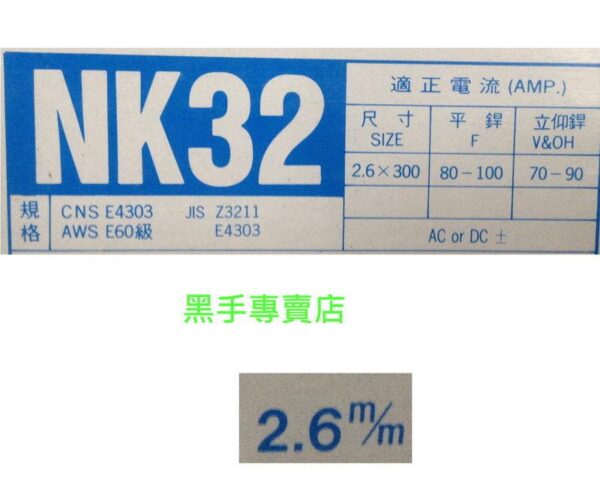 NK32
適正電流(AMP.)
尺寸 平銲 立仰銲
SIZE F V&OH
2.6×300 80-100 70-90
AC or DC ±
規格
CNS E4303 JIS Z3211
AWS E60級 E4303
黑手專賣店
2.6m/m